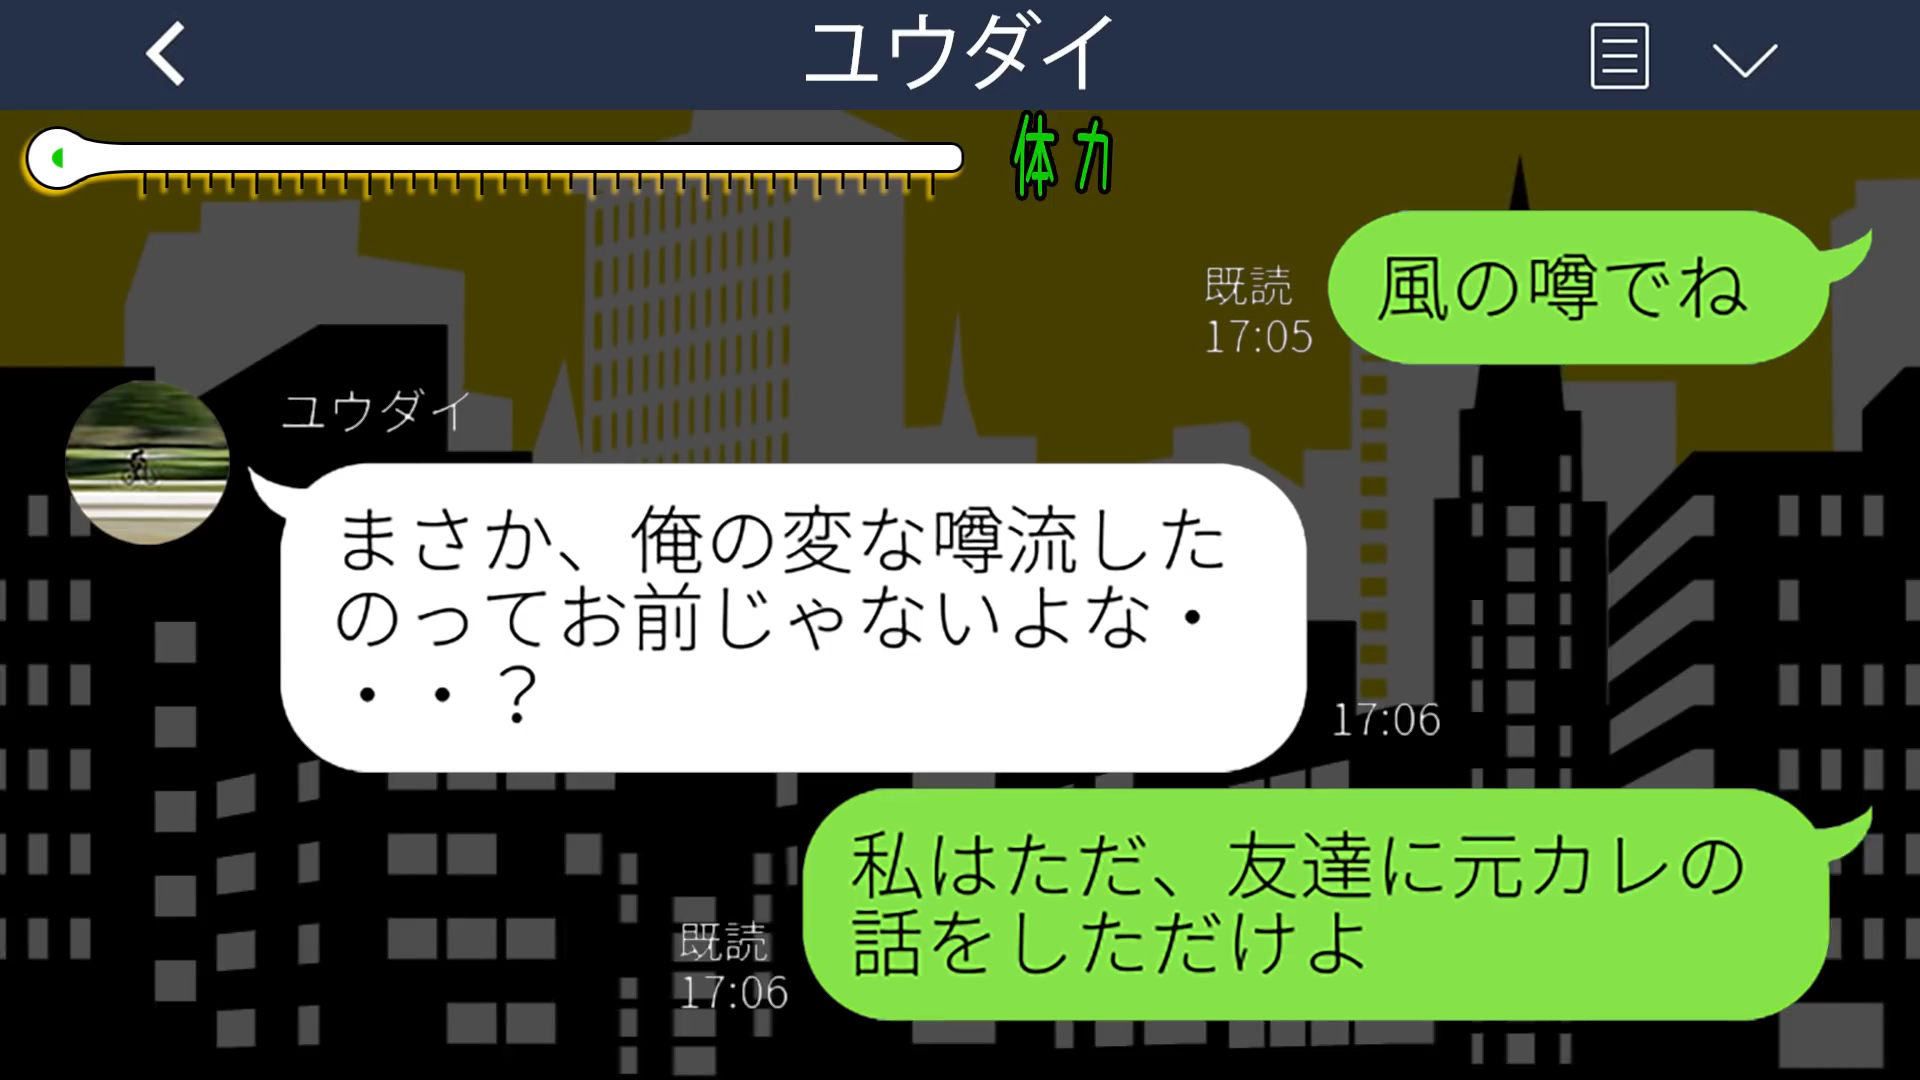 ユウダイ
体力
風の噂でね
既読
17:05
ユウダイ
まさか、俺の変な噂流した
のってお前じゃないよな・
・・？
17:06
私はただ、友達に元カレの
話をしただけよ
既読
17:06